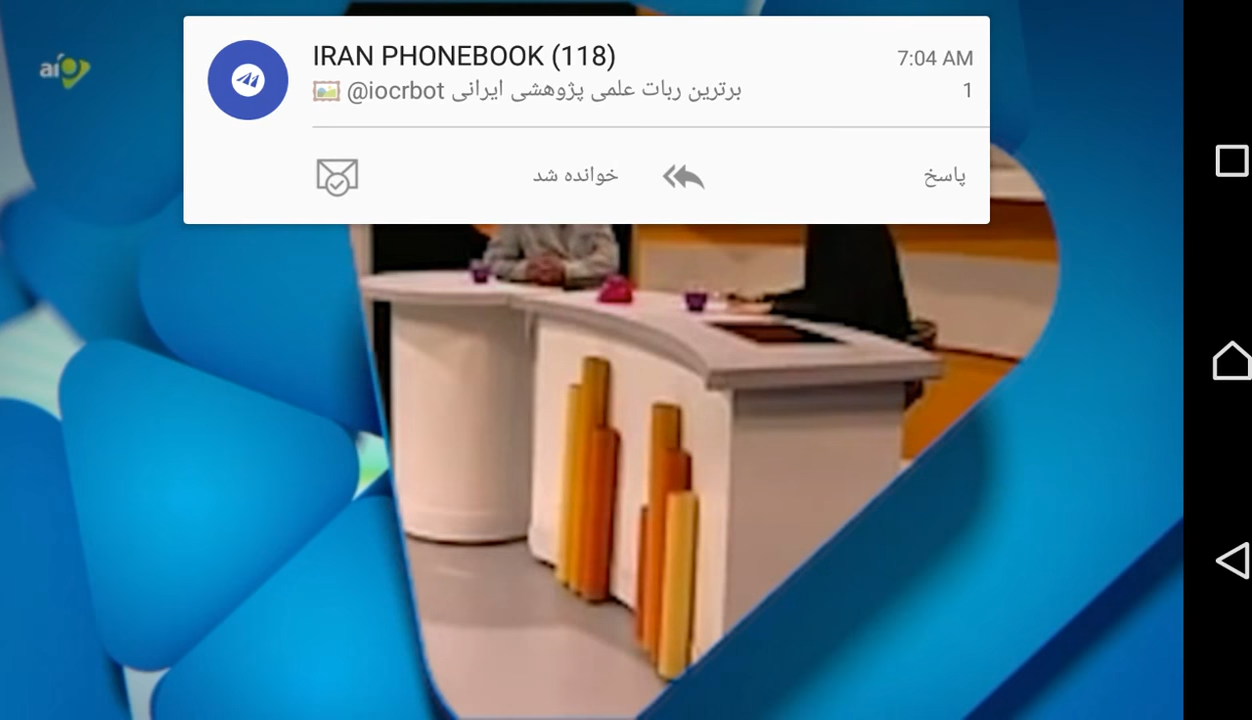 IRAN PHONEBOOK (118)
7:04 AM
@iocrbot برترین ربات علمی پژوهشی ایرانی
1
خوانده شد
پاسخ